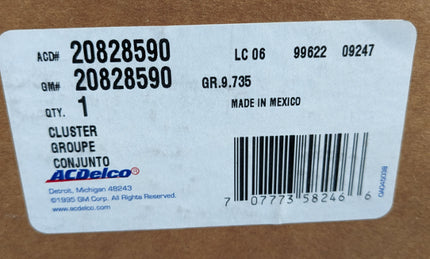 ACD# 20828590 LC 06 99622 09247
GM# 20828590 GR.9.735
QTY. 1 MADE IN MEXICO
CLUSTER
GROUPE
CONJUNTO
ACDelco
Detroit, Michigan 48243
©1995 GM Corp. All Rights Reserved.
www.acdelco.com
7 07773 58246 6